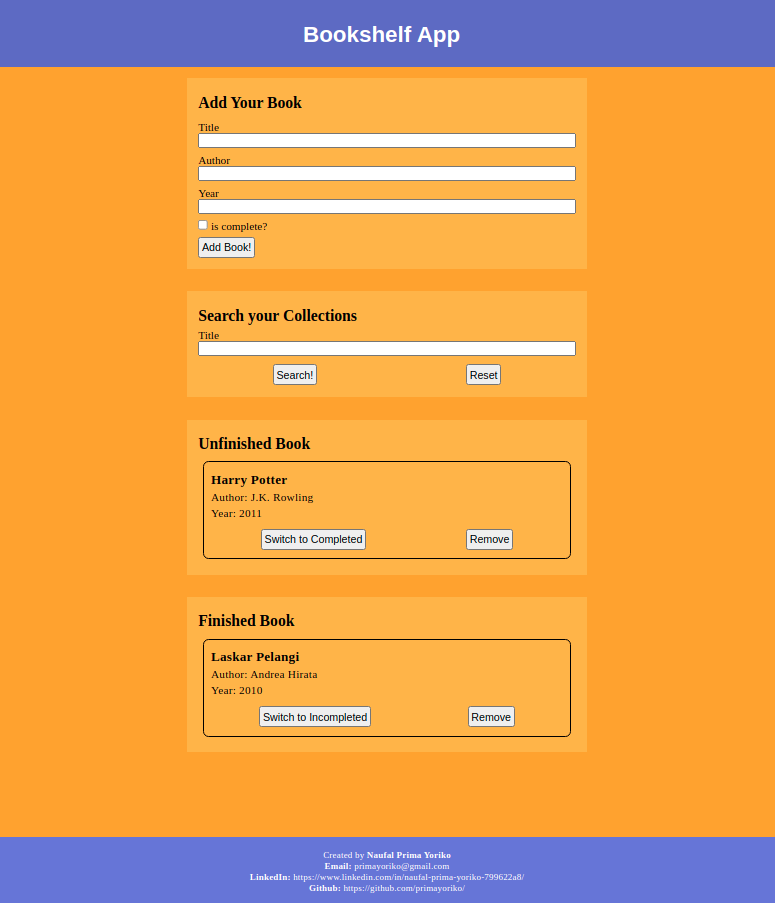 Bookshelf App
Add Your Book
Title
Author
Year
is complete?
Add Book!
Search your Collections
Title
Search! Reset
Unfinished Book
Harry Potter
Author: J.K. Rowling
Year: 2011
Switch to Completed Remove
Finished Book
Laskar Pelangi
Author: Andrea Hirata
Year: 2010
Switch to Incompleted Remove
Created by Naufal Prima Yoriko
Email: primayoriko@gmail.com
LinkedIn: https://www.linkedin.com/in/naufal-prima-yoriko-799622a8/
Github: https://github.com/primayoriko/